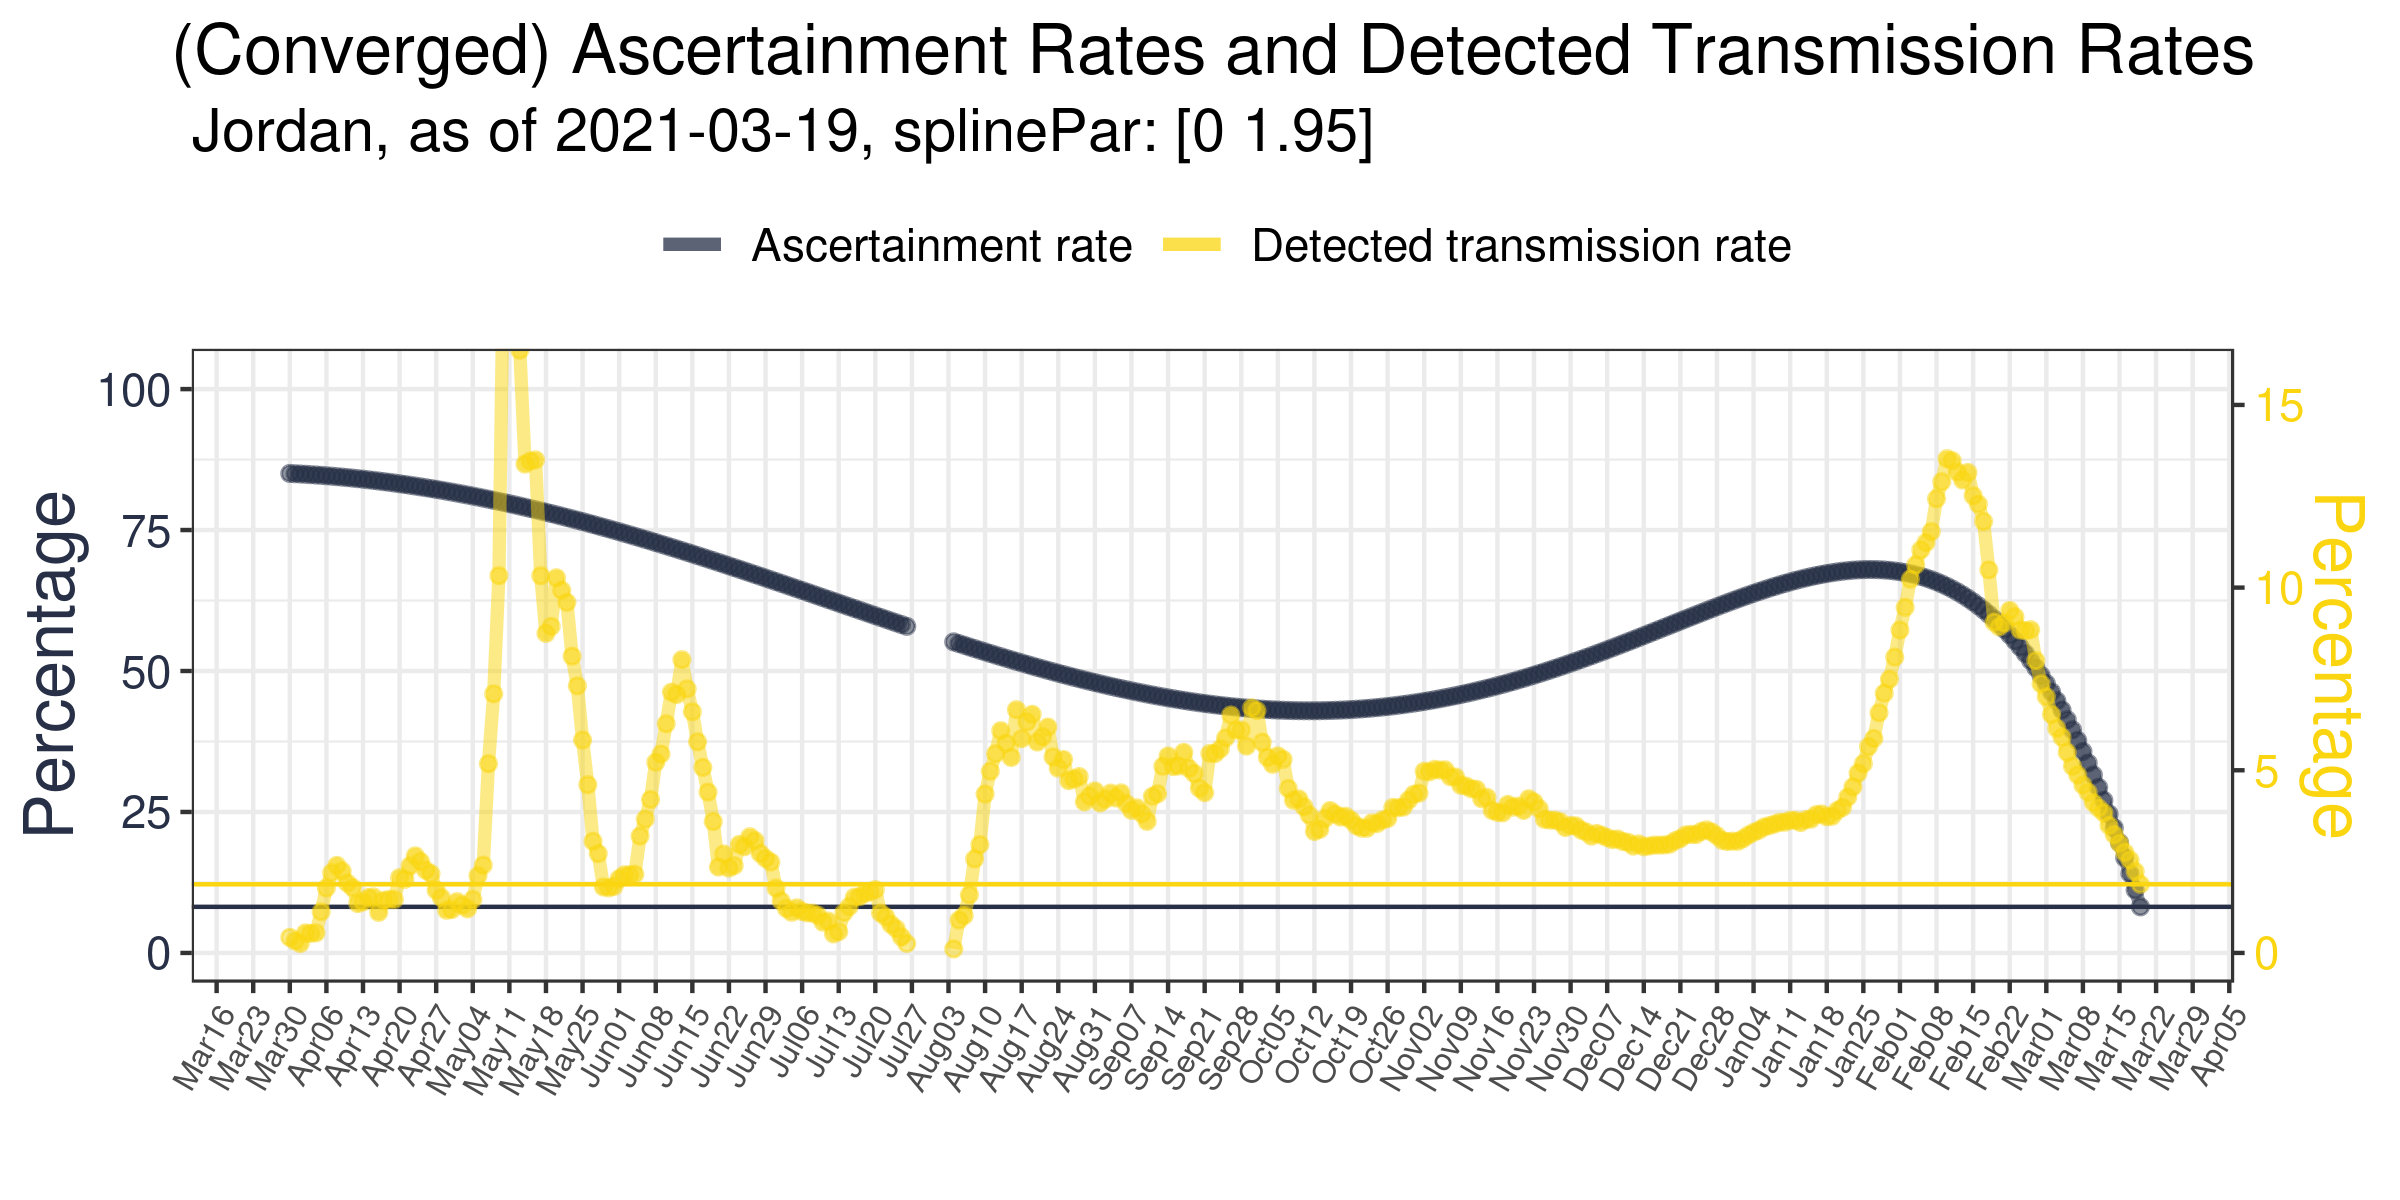 (Converged) Ascertainment Rates and Detected Transmission Rates
Jordan, as of 2021-03-19, splinePar: [0 1.95]
Ascertainment rate
Detected transmission rate
Percentage
100
75
50
25
0
15
10
5
0
Percentage
Mar16
Mar23
Mar30
Apr06
Apr13
Apr20
Apr27
May04
May11
May18
May25
Jun01
Jun08
Jun15
Jun22
Jun29
Jul06
Jul13
Jul20
Jul27
Aug03
Aug10
Aug17
Aug24
Aug31
Sep07
Sep14
Sep21
Sep28
Oct05
Oct12
Oct19
Oct26
Nov02
Nov09
Nov16
Nov23
Nov30
Dec07
Dec14
Dec21
Dec28
Jan04
Jan11
Jan18
Jan25
Feb01
Feb08
Feb15
Feb22
Mar01
Mar08
Mar15
Mar22
Mar29
Apr05